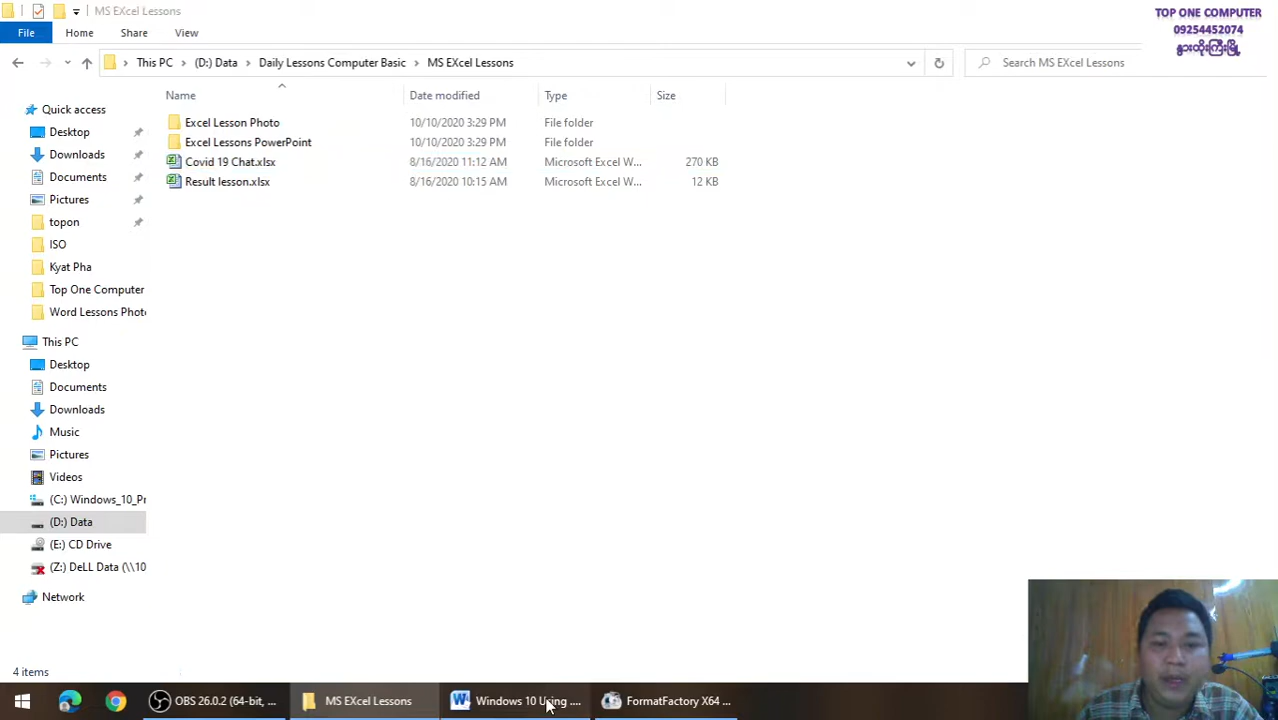 MS EXcel Lessons
TOP ONE COMPUTER
09254452074
နွားထိုးကြီးမြို့
File
Home
Share
View
This PC
(D:) Data
Daily Lessons Computer Basic
MS EXcel Lessons
Search MS EXcel Lessons
Name
Date modified
Type
Size
Excel Lesson Photo
10/10/2020 3:29 PM
File folder
Excel Lessons PowerPoint
10/10/2020 3:29 PM
File folder
Covid 19 Chat.xlsx
8/16/2020 11:12 AM
Microsoft Excel W...
270 KB
Result lesson.xlsx
8/16/2020 10:15 AM
Microsoft Excel W...
12 KB
Quick access
Desktop
Downloads
Documents
Pictures
topon
ISO
Kyat Pha
Top One Computer
Word Lessons Phot
This PC
Desktop
Documents
Downloads
Music
Pictures
Videos
(C:) Windows_10_Pr
(D:) Data
(E:) CD Drive
(Z:) DeLL Data (\\10
Network
4 items
OBS 26.0.2 (64-bit, ...
MS EXcel Lessons
Windows 10 Using ...
FormatFactory X64 ...